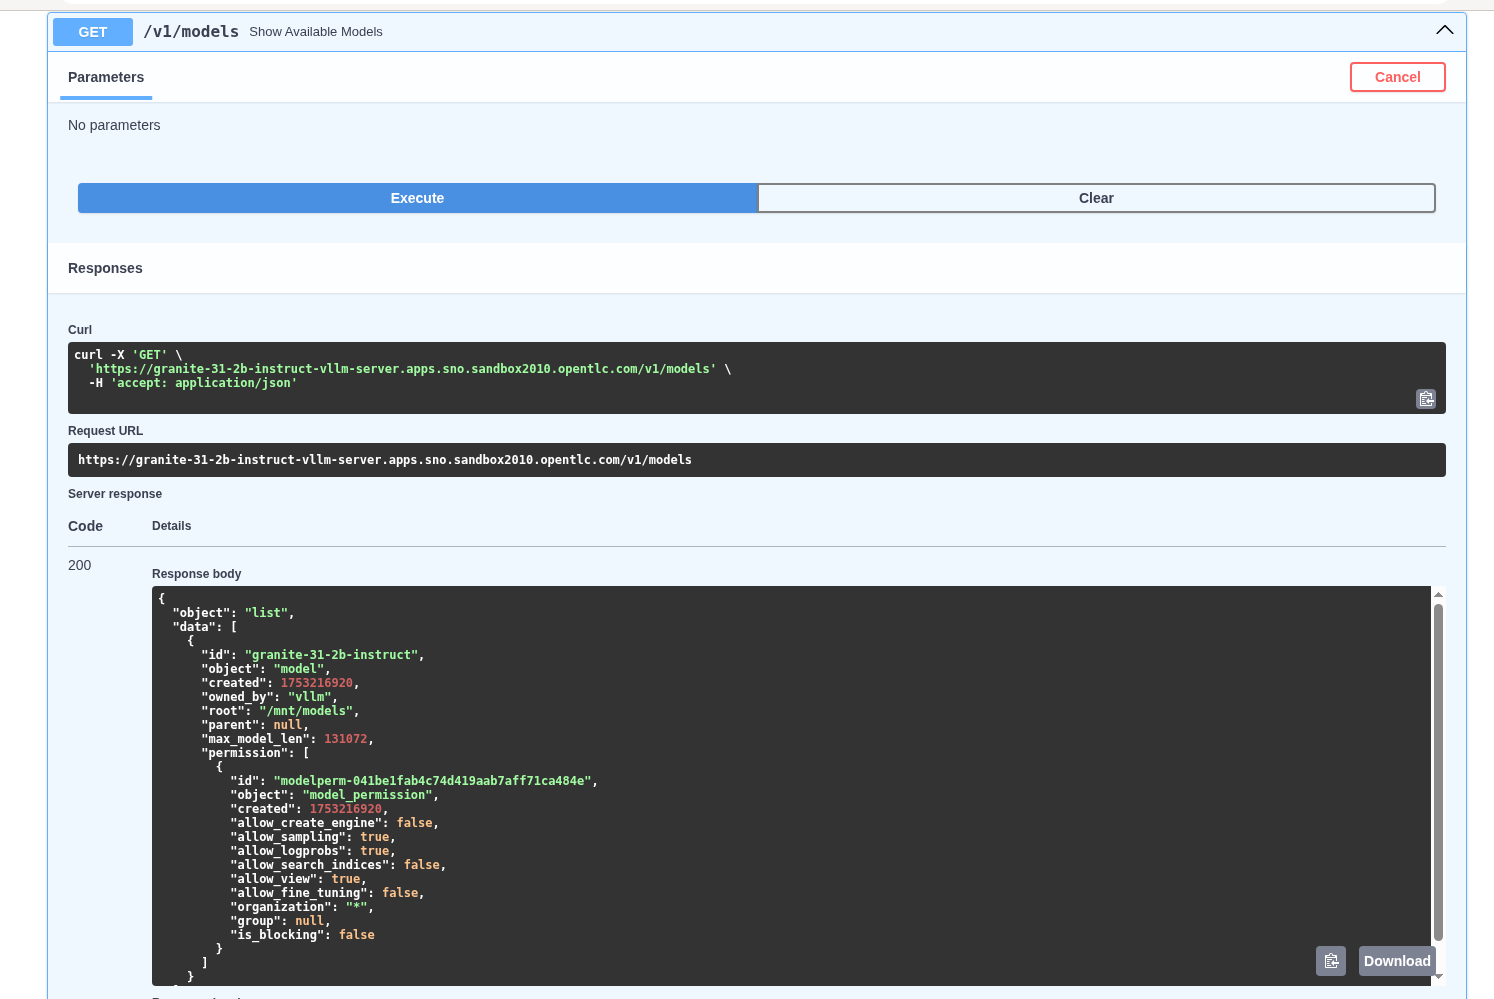 GET /v1/models Show Available Models
Parameters
Cancel
No parameters
Execute
Clear
Responses
Curl
curl -X 'GET' \
  'https://granite-31-2b-instruct-vllm-server.apps.sno.sandbox2010.opentlc.com/v1/models' \
  -H 'accept: application/json'
Request URL
https://granite-31-2b-instruct-vllm-server.apps.sno.sandbox2010.opentlc.com/v1/models
Server response
Code Details
200
Response body
{
  "object": "list",
  "data": [
    {
      "id": "granite-31-2b-instruct",
      "object": "model",
      "created": 1753216920,
      "owned_by": "vllm",
      "root": "/mnt/models",
      "parent": null,
      "max_model_len": 131072,
      "permission": [
        {
          "id": "modelperm-041be1fab4c74d419aab7aff71ca484e",
          "object": "model_permission",
          "created": 1753216920,
          "allow_create_engine": false,
          "allow_sampling": true,
          "allow_logprobs": true,
          "allow_search_indices": false,
          "allow_view": true,
          "allow_fine_tuning": false,
          "organization": "*",
          "group": null,
          "is_blocking": false
        }
      ]
    }
Download